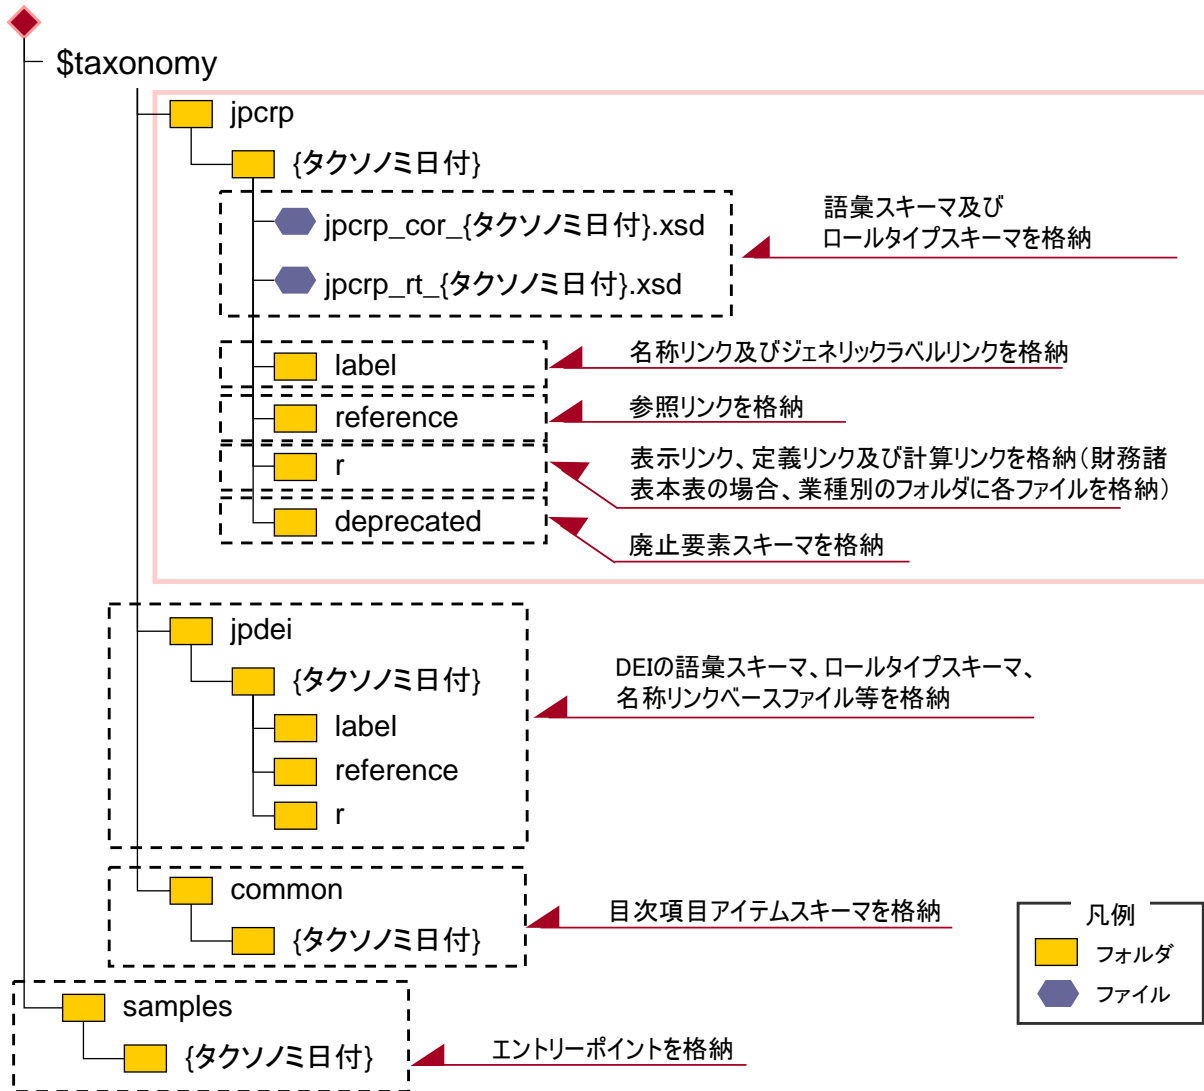 $taxonomy
jpcrp
{タクソノミ日付}
jpcrp_cor_{タクソノミ日付}.xsd
jpcrp_rt_{タクソノミ日付}.xsd
語彙スキーマ及び
ロールタイプスキーマを格納
label
名称リンク及びジェネリックラベルリンクを格納
reference
参照リンクを格納
r
表示リンク、定義リンク及び計算リンクを格納(財務諸
表本表の場合、業種別のフォルダに各ファイルを格納)
deprecated
廃止要素スキーマを格納
jpdei
{タクソノミ日付}
label
reference
r
DEIの語彙スキーマ、ロールタイプスキーマ、
名称リンクベースファイル等を格納
common
{タクソノミ日付}
目次項目アイテムスキーマを格納
samples
{タクソノミ日付}
エントリーポイントを格納
凡例
フォルダ
ファイル